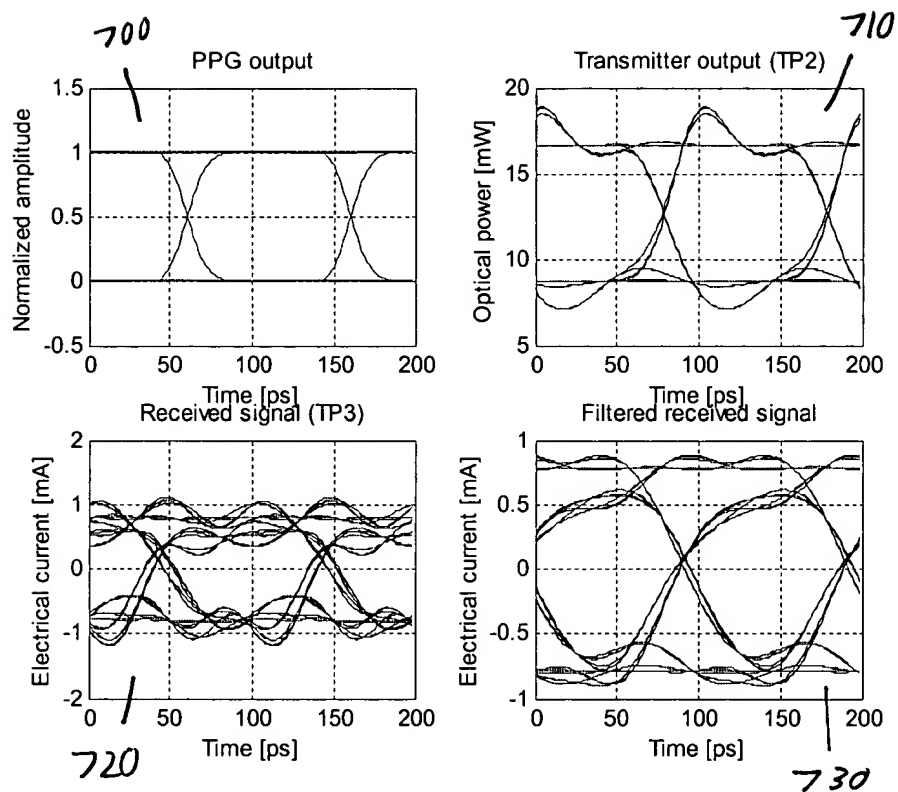 700
710
PPG output
Transmitter output (TP2)
Normalized amplitude
1.5
1
0.5
0
-0.5
0 50 100 150 200
Time [ps]
Optical power [mW]
20
15
10
5
0 50 100 150 200
Time [ps]
Received signal (TP3)
Filtered received signal
Electrical current [mA]
2
1
0
-1
-2
0 50 100 150 200
Time [ps]
Electrical current [mA]
1
0.5
0
-0.5
-1
0 50 100 150 200
Time [ps]
720
730